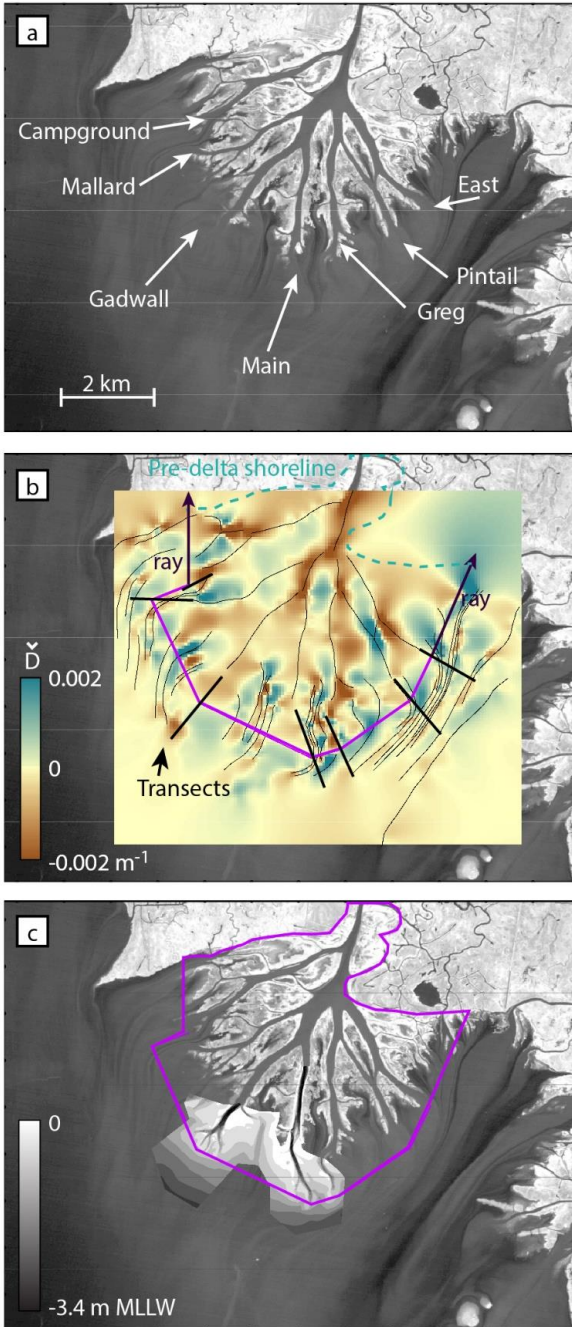 a
Campground
Mallard
East
Gadwall
Pintail
Greg
Main
2 km
b
Pre-delta shoreline
ray
ray
Ď
0.002
0
Transects
-0.002 m⁻¹
c
0
-3.4 m MLLW